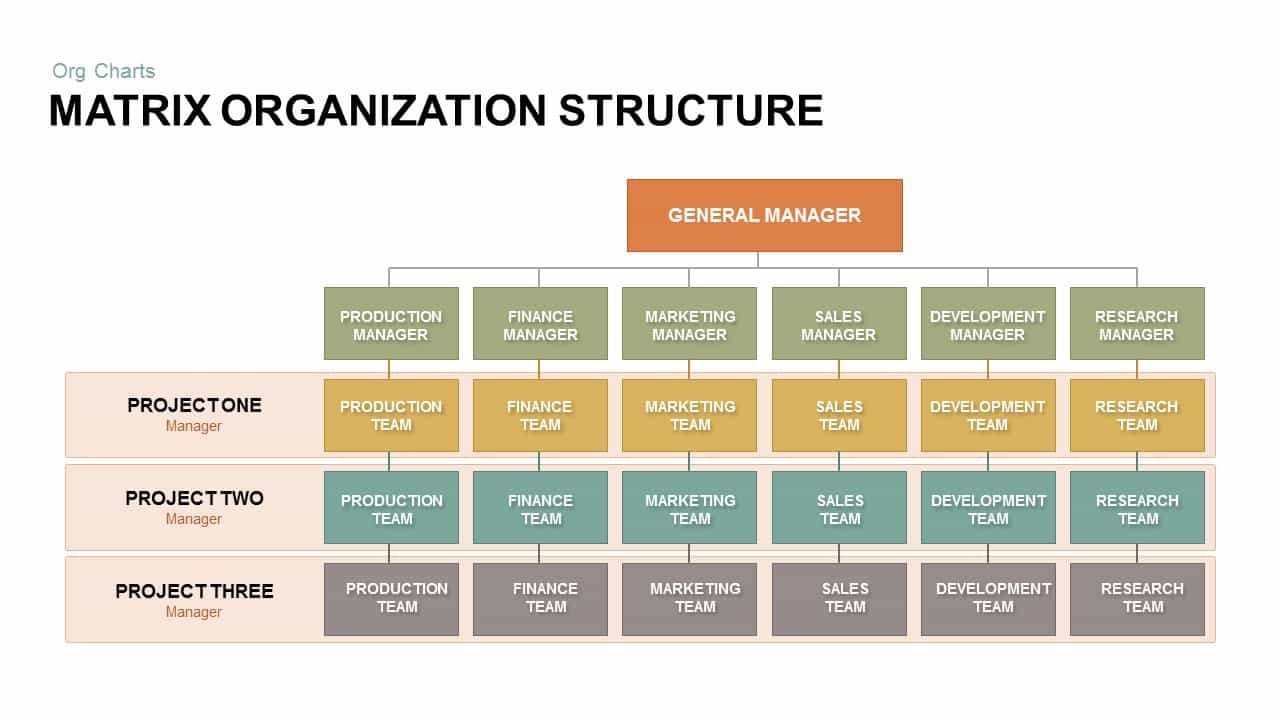 Org Charts
MATRIX ORGANIZATION STRUCTURE
GENERAL MANAGER
PRODUCTION
MANAGER
FINANCE
MANAGER
MARKETING
MANAGER
SALES
MANAGER
DEVELOPMENT
MANAGER
RESEARCH
MANAGER
PROJECT ONE
Manager
PRODUCTION
TEAM
FINANCE
TEAM
MARKETING
TEAM
SALES
TEAM
DEVELOPMENT
TEAM
RESEARCH
TEAM
PROJECT TWO
Manager
PRODUCTION
TEAM
FINANCE
TEAM
MARKETING
TEAM
SALES
TEAM
DEVELOPMENT
TEAM
RESEARCH
TEAM
PROJECT THREE
Manager
PRODUCTION
TEAM
FINANCE
TEAM
MARKETING
TEAM
SALES
TEAM
DEVELOPMENT
TEAM
RESEARCH
TEAM